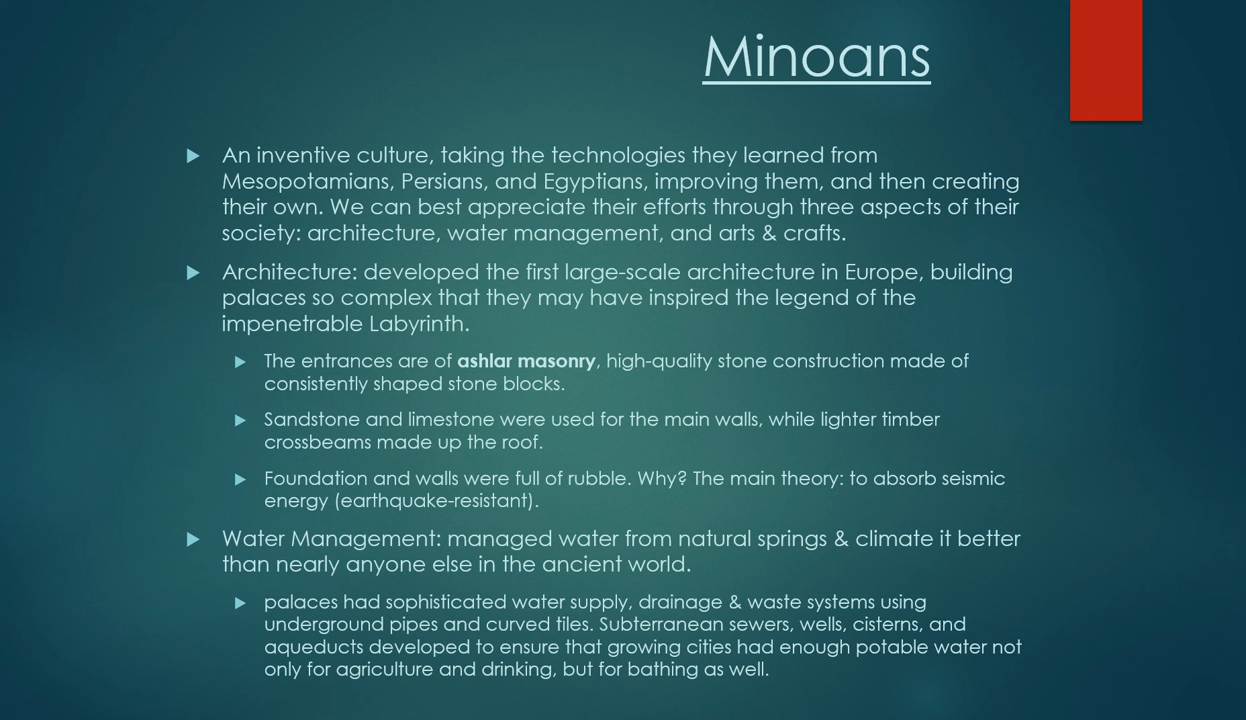 Minoans
An inventive culture, taking the technologies they learned from
Mesopotamians, Persians, and Egyptians, improving them, and then creating
their own. We can best appreciate their efforts through three aspects of their
society: architecture, water management, and arts & crafts.
Architecture: developed the first large-scale architecture in Europe, building
palaces so complex that they may have inspired the legend of the
impenetrable Labyrinth.
The entrances are of ashlar masonry, high-quality stone construction made of
consistently shaped stone blocks.
Sandstone and limestone were used for the main walls, while lighter timber
crossbeams made up the roof.
Foundation and walls were full of rubble. Why? The main theory: to absorb seismic
energy (earthquake-resistant).
Water Management: managed water from natural springs & climate it better
than nearly anyone else in the ancient world.
palaces had sophisticated water supply, drainage & waste systems using
underground pipes and curved tiles. Subterranean sewers, wells, cisterns, and
aqueducts developed to ensure that growing cities had enough potable water not
only for agriculture and drinking, but for bathing as well.